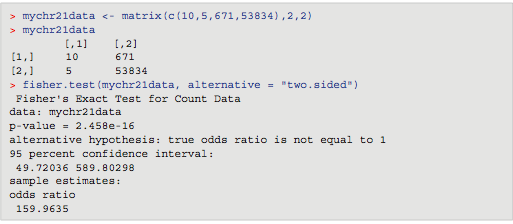 > mychr21data <- matrix(c(10,5,671,53834),2,2)
> mychr21data
[,1] [,2]
[1,] 10 671
[2,] 5 53834
> fisher.test(mychr21data, alternative = "two.sided")
Fisher's Exact Test for Count Data
data: mychr21data
p-value = 2.458e-16
alternative hypothesis: true odds ratio is not equal to 1
95 percent confidence interval:
49.72036 589.80298
sample estimates:
odds ratio
159.9635